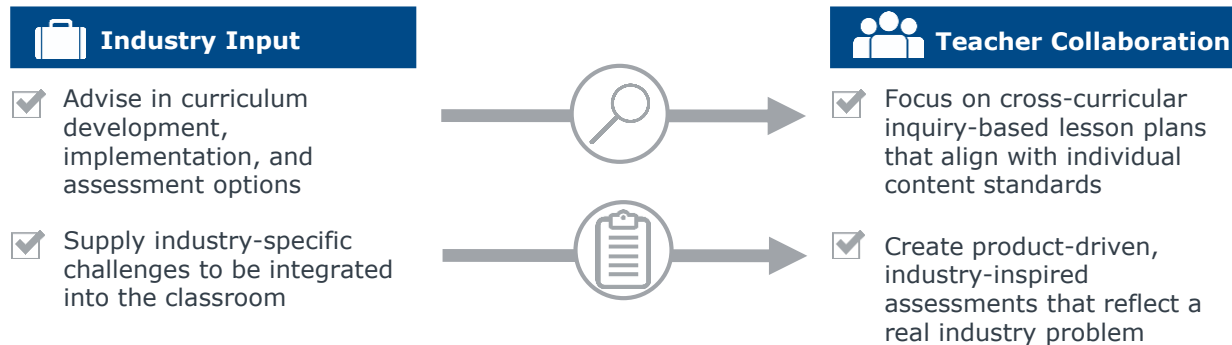 Industry Input
Advise in curriculum
development,
implementation, and
assessment options
Supply industry-specific
challenges to be integrated
into the classroom
Teacher Collaboration
Focus on cross-curricular
inquiry-based lesson plans
that align with individual
content standards
Create product-driven,
industry-inspired
assessments that reflect a
real industry problem